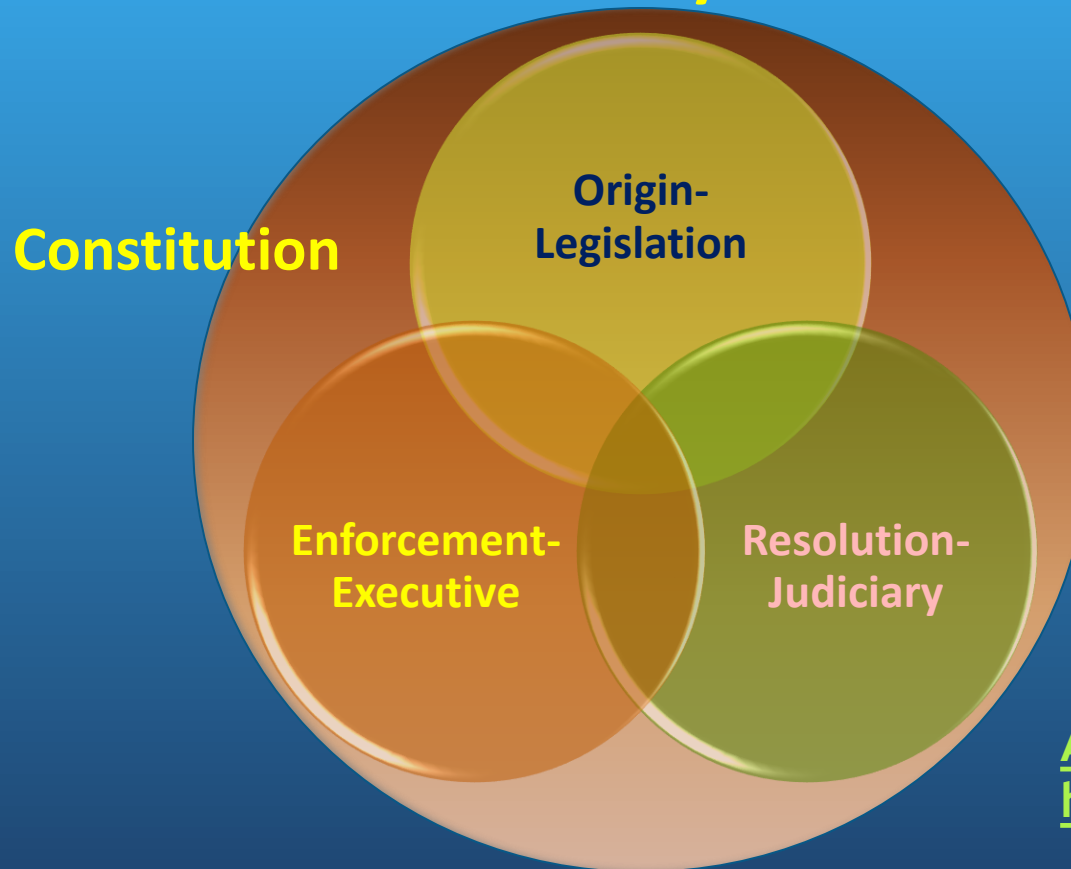 Constitution
Origin-
Legislation
Enforcement-
Executive
Resolution-
Judiciary